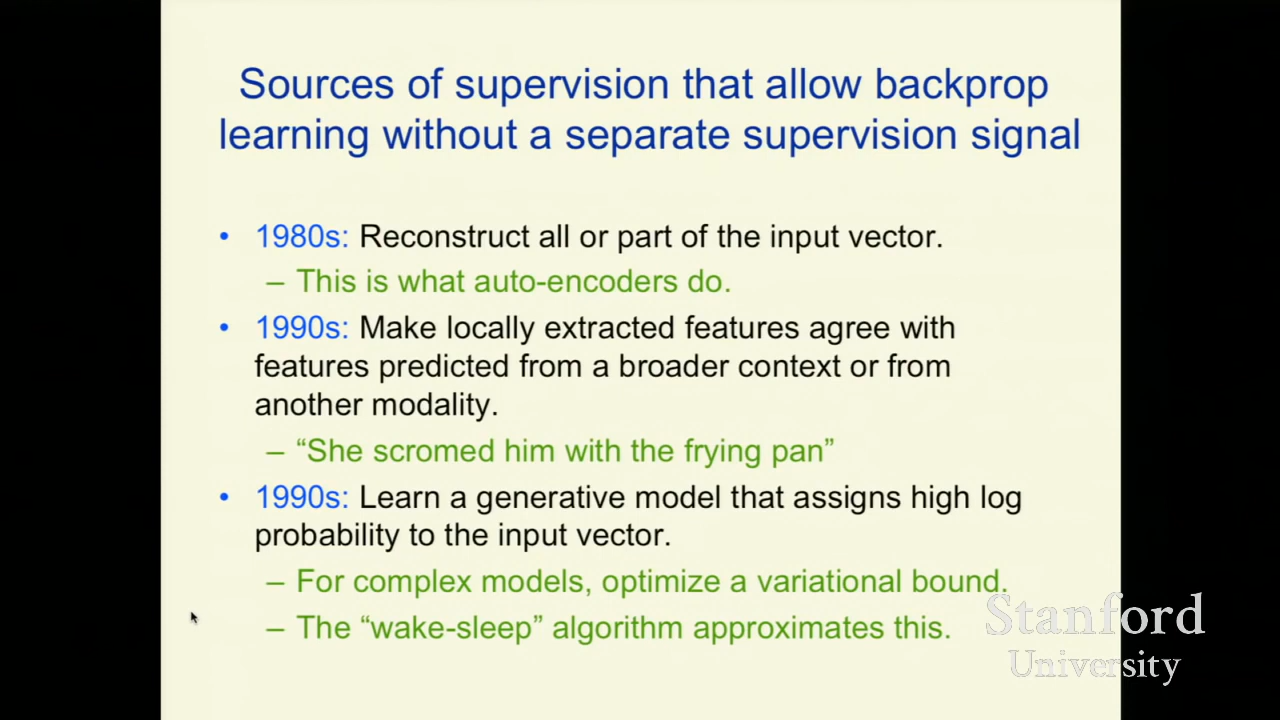 Sources of supervision that allow backprop
learning without a separate supervision signal
• 1980s: Reconstruct all or part of the input vector.
– This is what auto-encoders do.
• 1990s: Make locally extracted features agree with
features predicted from a broader context or from
another modality.
– “She scromed him with the frying pan”
• 1990s: Learn a generative model that assigns high log
probability to the input vector.
– For complex models, optimize a variational bound.
– The “wake-sleep” algorithm approximates this.
Stanford
University